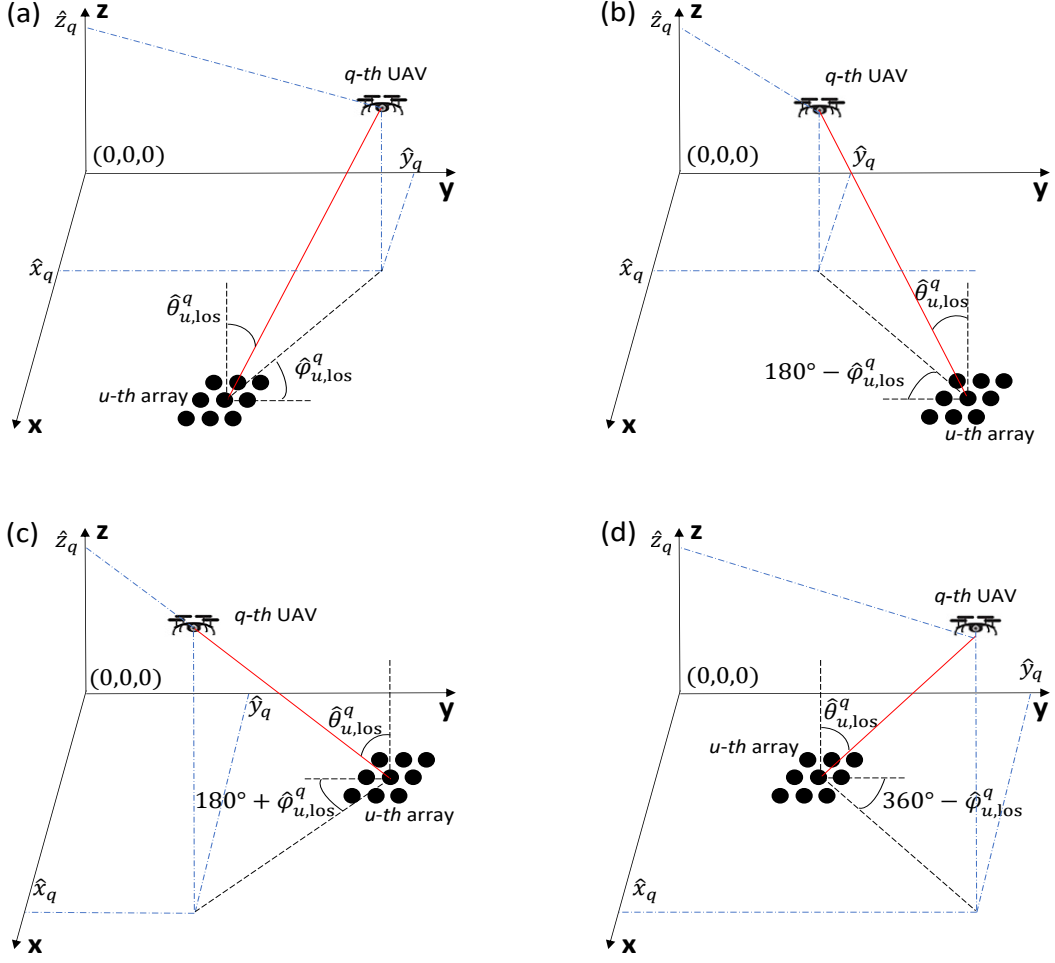 (a)
z
ẑ_q
q-th UAV
(0,0,0)
ŷ_q
y
x̂_q
θ̂^q_{u,los}
φ̂^q_{u,los}
u-th array
x
(b)
z
ẑ_q
q-th UAV
(0,0,0)
ŷ_q
y
x̂_q
θ̂^q_{u,los}
180° − φ̂^q_{u,los}
x
u-th array
(c)
z
ẑ_q
q-th UAV
(0,0,0)
ŷ_q
y
θ̂^q_{u,los}
180° + φ̂^q_{u,los}
u-th array
x̂_q
x
(d)
z
ẑ_q
q-th UAV
(0,0,0)
ŷ_q
y
θ̂^q_{u,los}
u-th array
360° − φ̂^q_{u,los}
x̂_q
x